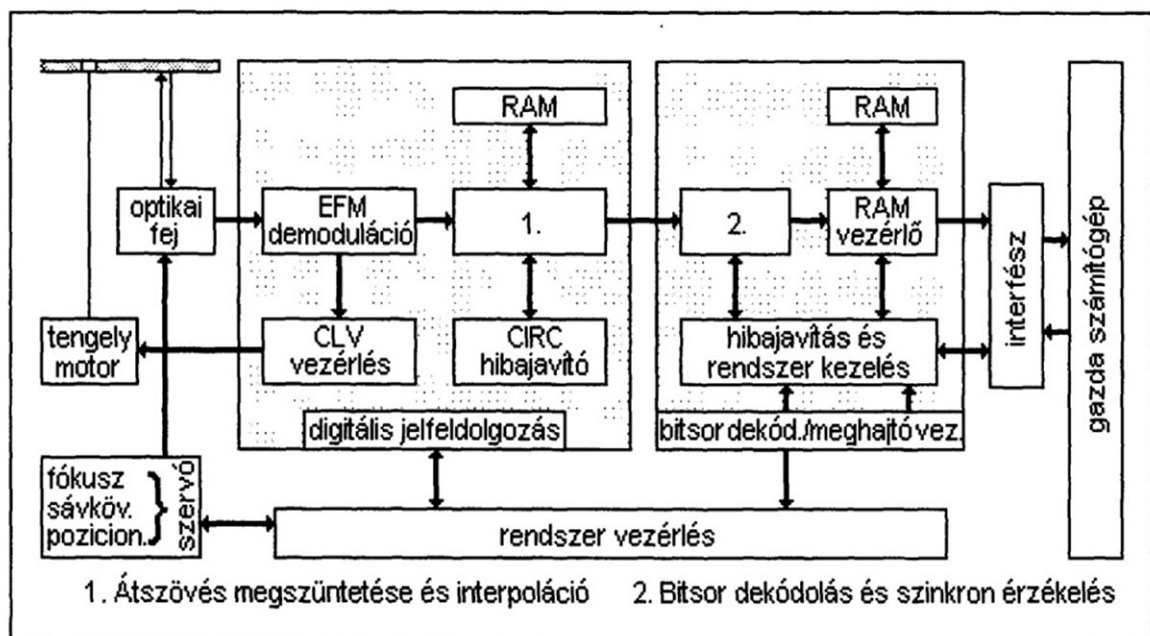 RAM
RAM
optikai
fej
EFM
demoduláció
1.
2.
RAM
vezérlő
interfész
gazda számítógép
tengely
motor
CLV
vezérlés
CIRC
hibajavító
hibajavítás és
rendszer kezelés
digitális jelfeldolgozás
bitsor dekód./meghajtó vez.
fókusz
sávköv.
pozicion.
szervó
rendszer vezérlés
1. Átszövés megszüntetése és interpoláció
2. Bitsor dekódolás és szinkron érzékelés